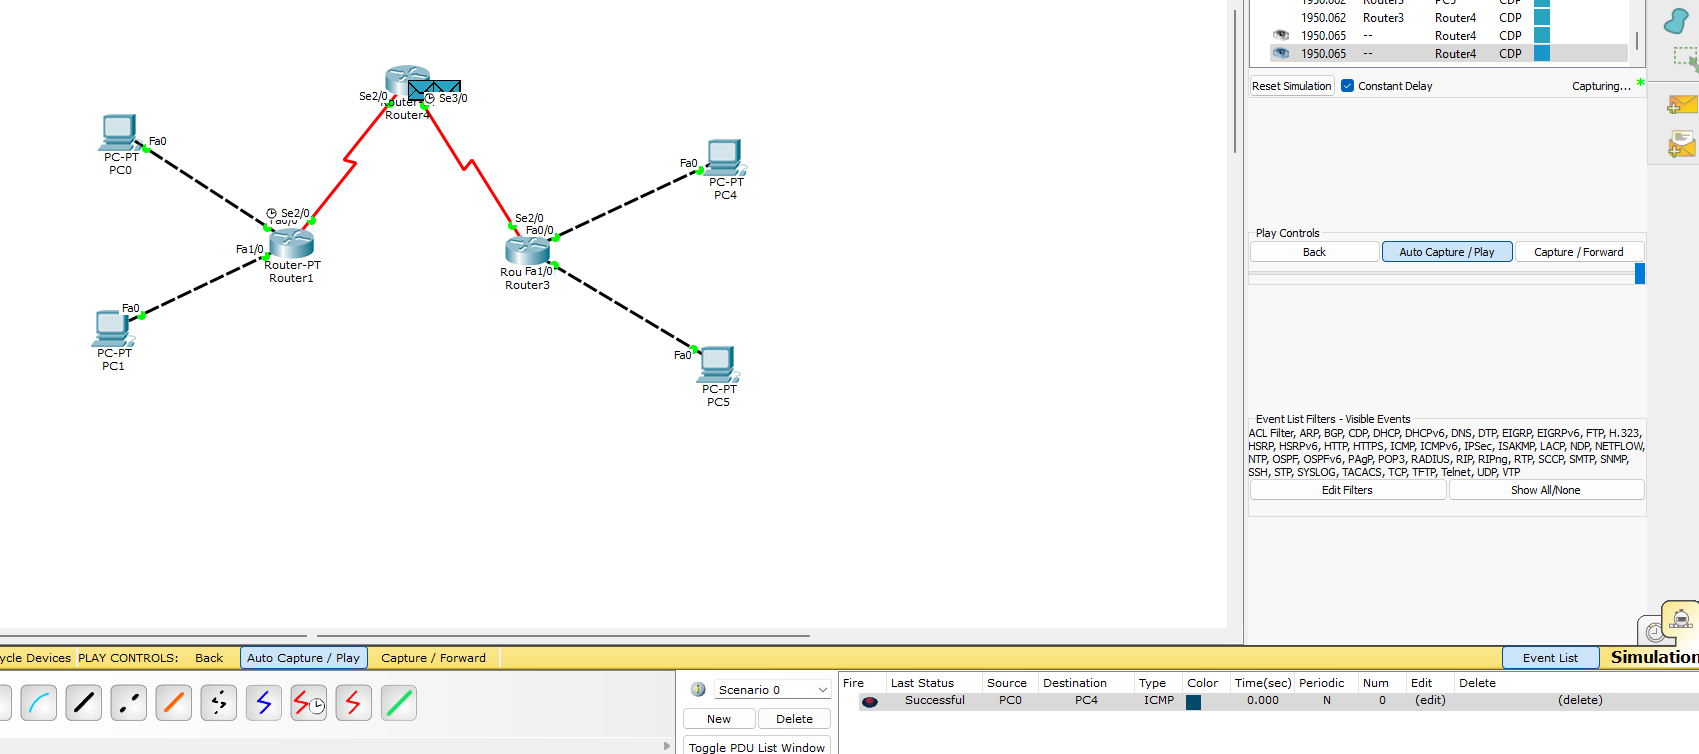 1950.062 Router3 PC5 CDP
1950.062 Router3 Router4 CDP
1950.065 -- Router4 CDP
1950.065 -- Router4 CDP
Reset Simulation Constant Delay Capturing... *
Se2/0 Se3/0
Router4
Fa0
PC-PT
PC0
Fa0
PC-PT
PC4
Se2/0
Fa0/0
Fa1/0
Router-PT
Router1
Se2/0
Fa0/0
Rou Fa1/0
Router3
Fa0
PC-PT
PC1
Fa0
PC-PT
PC5
Play Controls
Back Auto Capture / Play Capture / Forward
Event List Filters - Visible Events
ACL Filter, ARP, BGP, CDP, DHCP, DHCPv6, DNS, DTP, EIGRP, EIGRPv6, FTP, H.323,
HSRP, HSRPv6, HTTP, HTTPS, ICMP, ICMPv6, IPSec, ISAKMP, LACP, NDP, NETFLOW,
NTP, OSPF, OSPFv6, PAgP, POP3, RADIUS, RIP, RIPng, RTP, SCCP, SMTP, SNMP,
SSH, STP, SYSLOG, TACACS, TCP, TFTP, Telnet, UDP, VTP
Edit Filters Show All/None
ycle Devices PLAY CONTROLS: Back Auto Capture / Play Capture / Forward Event List Simulation
Scenario 0
New Delete
Toggle PDU List Window
Fire Last Status Source Destination Type Color Time(sec) Periodic Num Edit Delete
Successful PC0 PC4 ICMP 0.000 N 0 (edit) (delete)